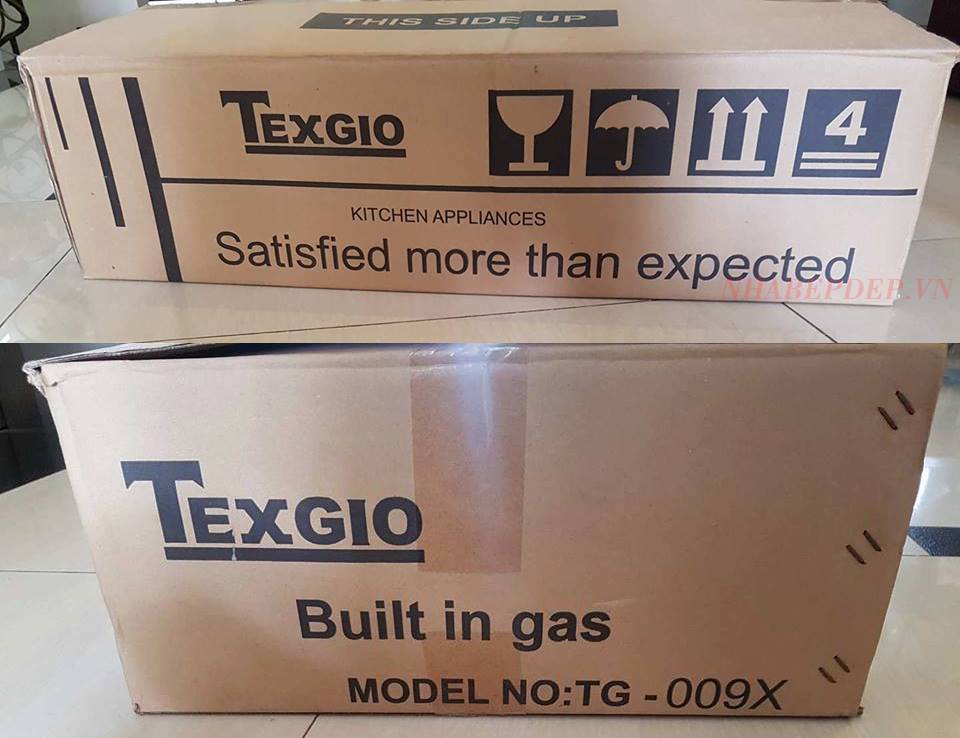 THIS SIDE UP
TEXGIO
4
KITCHEN APPLIANCES
Satisfied more than expected
NHABEPDEP.VN
TEXGIO
Built in gas
MODEL NO:TG - 009X